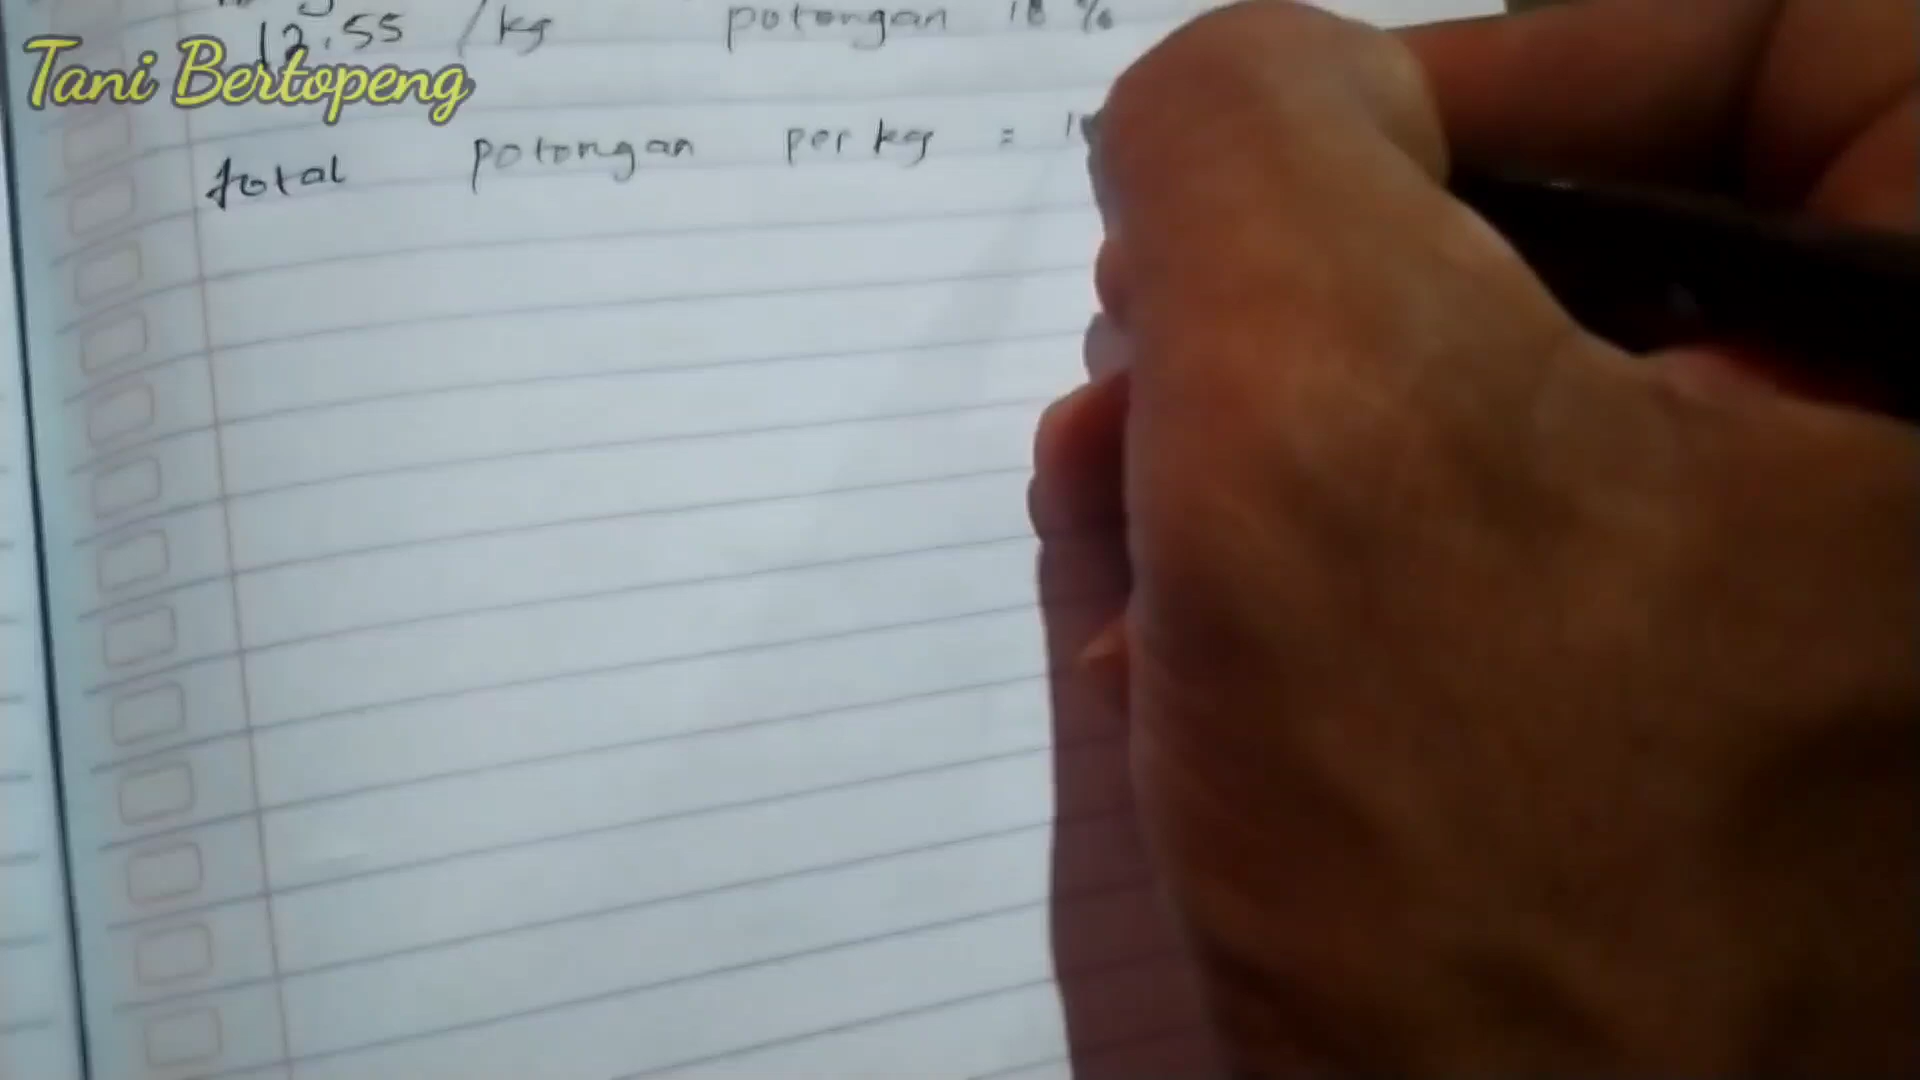 12.55 /kg potongan 18 %
Tani Bertopeng
total potongan per kg =